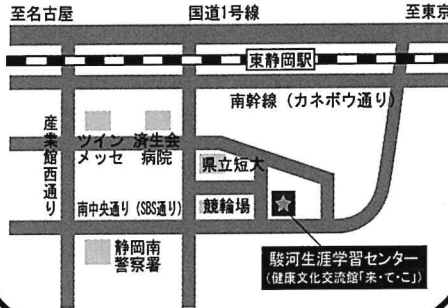 至名古屋
国道1号線
至東京
東静岡駅
南幹線（カネボウ通り）
産業館西通り
ツイン
メッセ
済生会
病院
県立短大
南中央通り（SBS通り）
競輪場
静岡南
警察署
駿河生涯学習センター
（健康文化交流館「来・て・こ」）